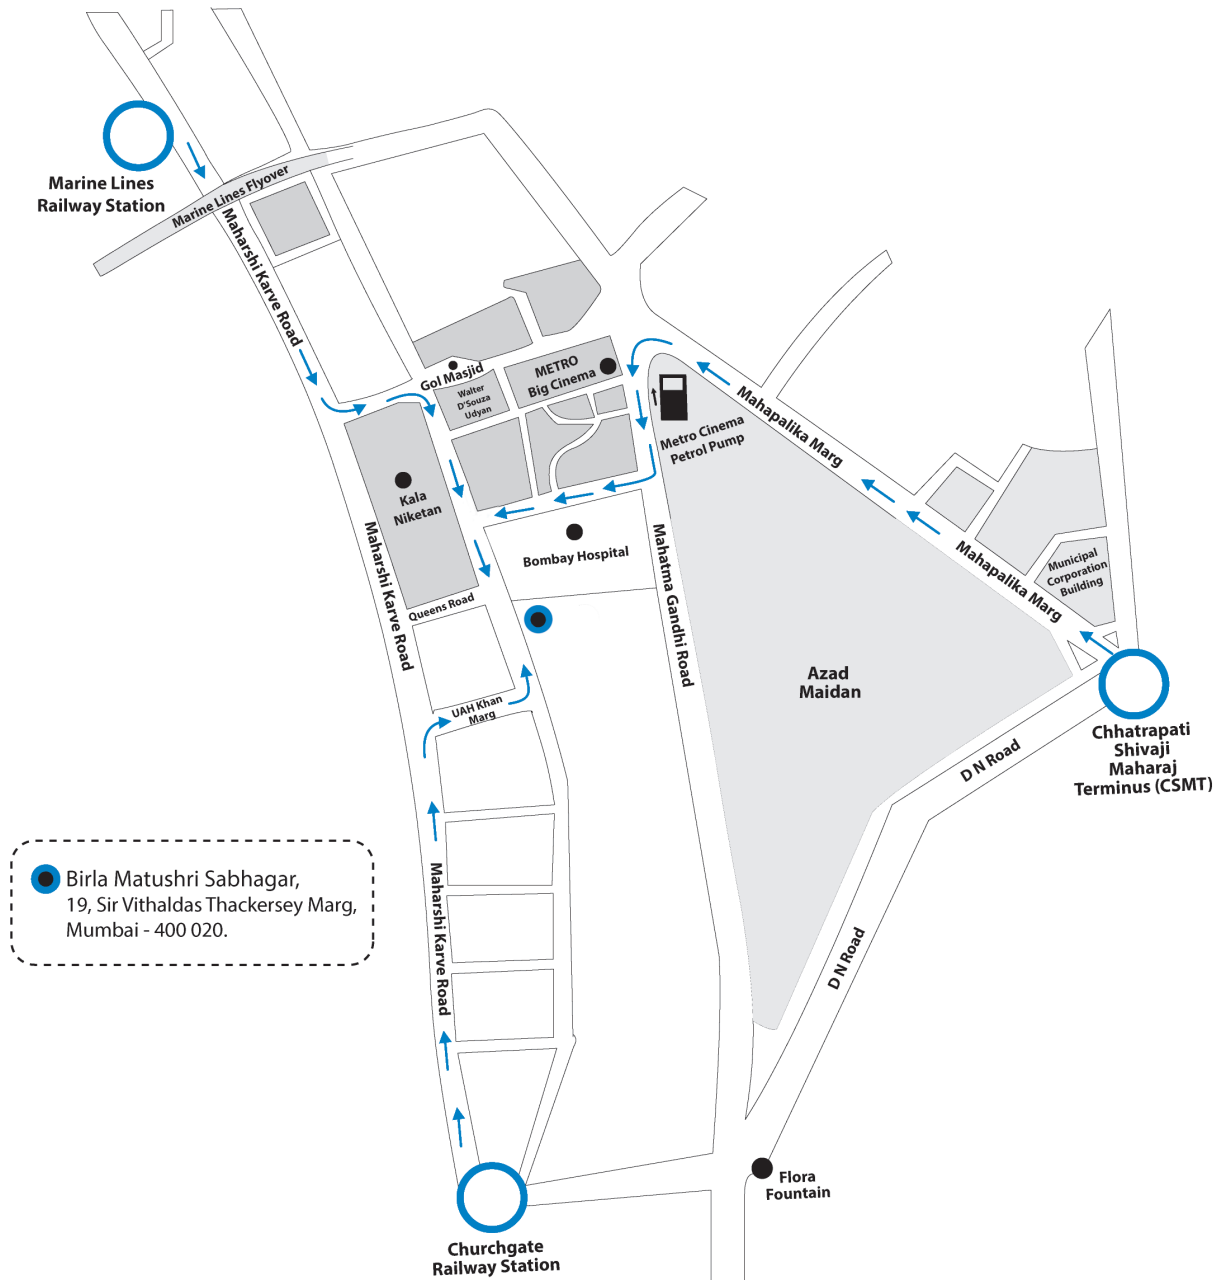 Marine Lines
Railway Station
Marine Lines Flyover
Maharshi Karve Road
Gol Masjid
METRO
Big Cinema
Walter
D'Souza
Udyan
Metro Cinema
Petrol Pump
Mahapalika Marg
Kala
Niketan
Bombay Hospital
Maharshi Karve Road
Mahatma Gandhi Road
Mahapalika Marg
Municipal
Corporation
Building
Queens Road
Azad
Maidan
UAH Khan
Marg
Chhatrapati
Shivaji
Maharaj
Terminus (CSMT)
D N Road
Birla Matushri Sabhagar,
19, Sir Vithaldas Thackersey Marg,
Mumbai - 400 020.
Maharshi Karve Road
D N Road
Flora
Fountain
Churchgate
Railway Station